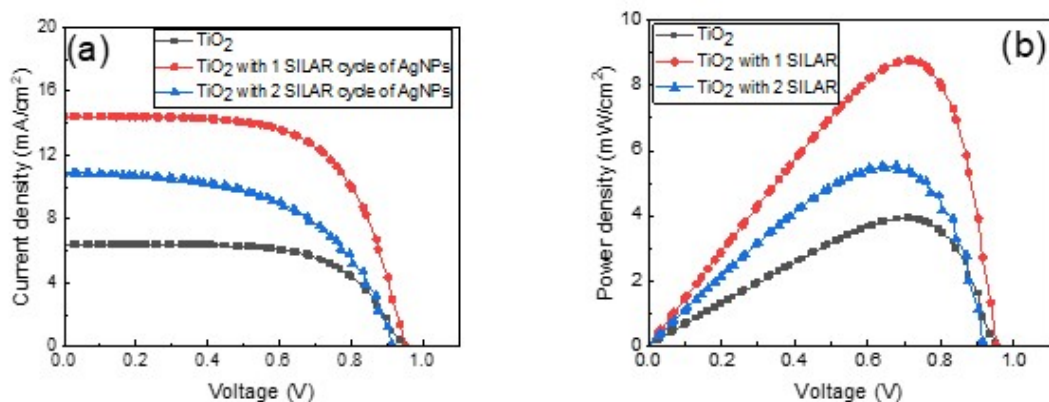 (a)
TiO2
TiO2 with 1 SILAR cycle of AgNPs
TiO2 with 2 SILAR cycle of AgNPs
Current density (mA/cm2)
20
16
12
8
4
0
0.0 0.2 0.4 0.6 0.8 1.0
Voltage (V)
(b)
TiO2
TiO2 with 1 SILAR
TiO2 with 2 SILAR
Power density (mW/cm2)
10
8
6
4
2
0
0.0 0.2 0.4 0.6 0.8 1.0
Voltage (V)